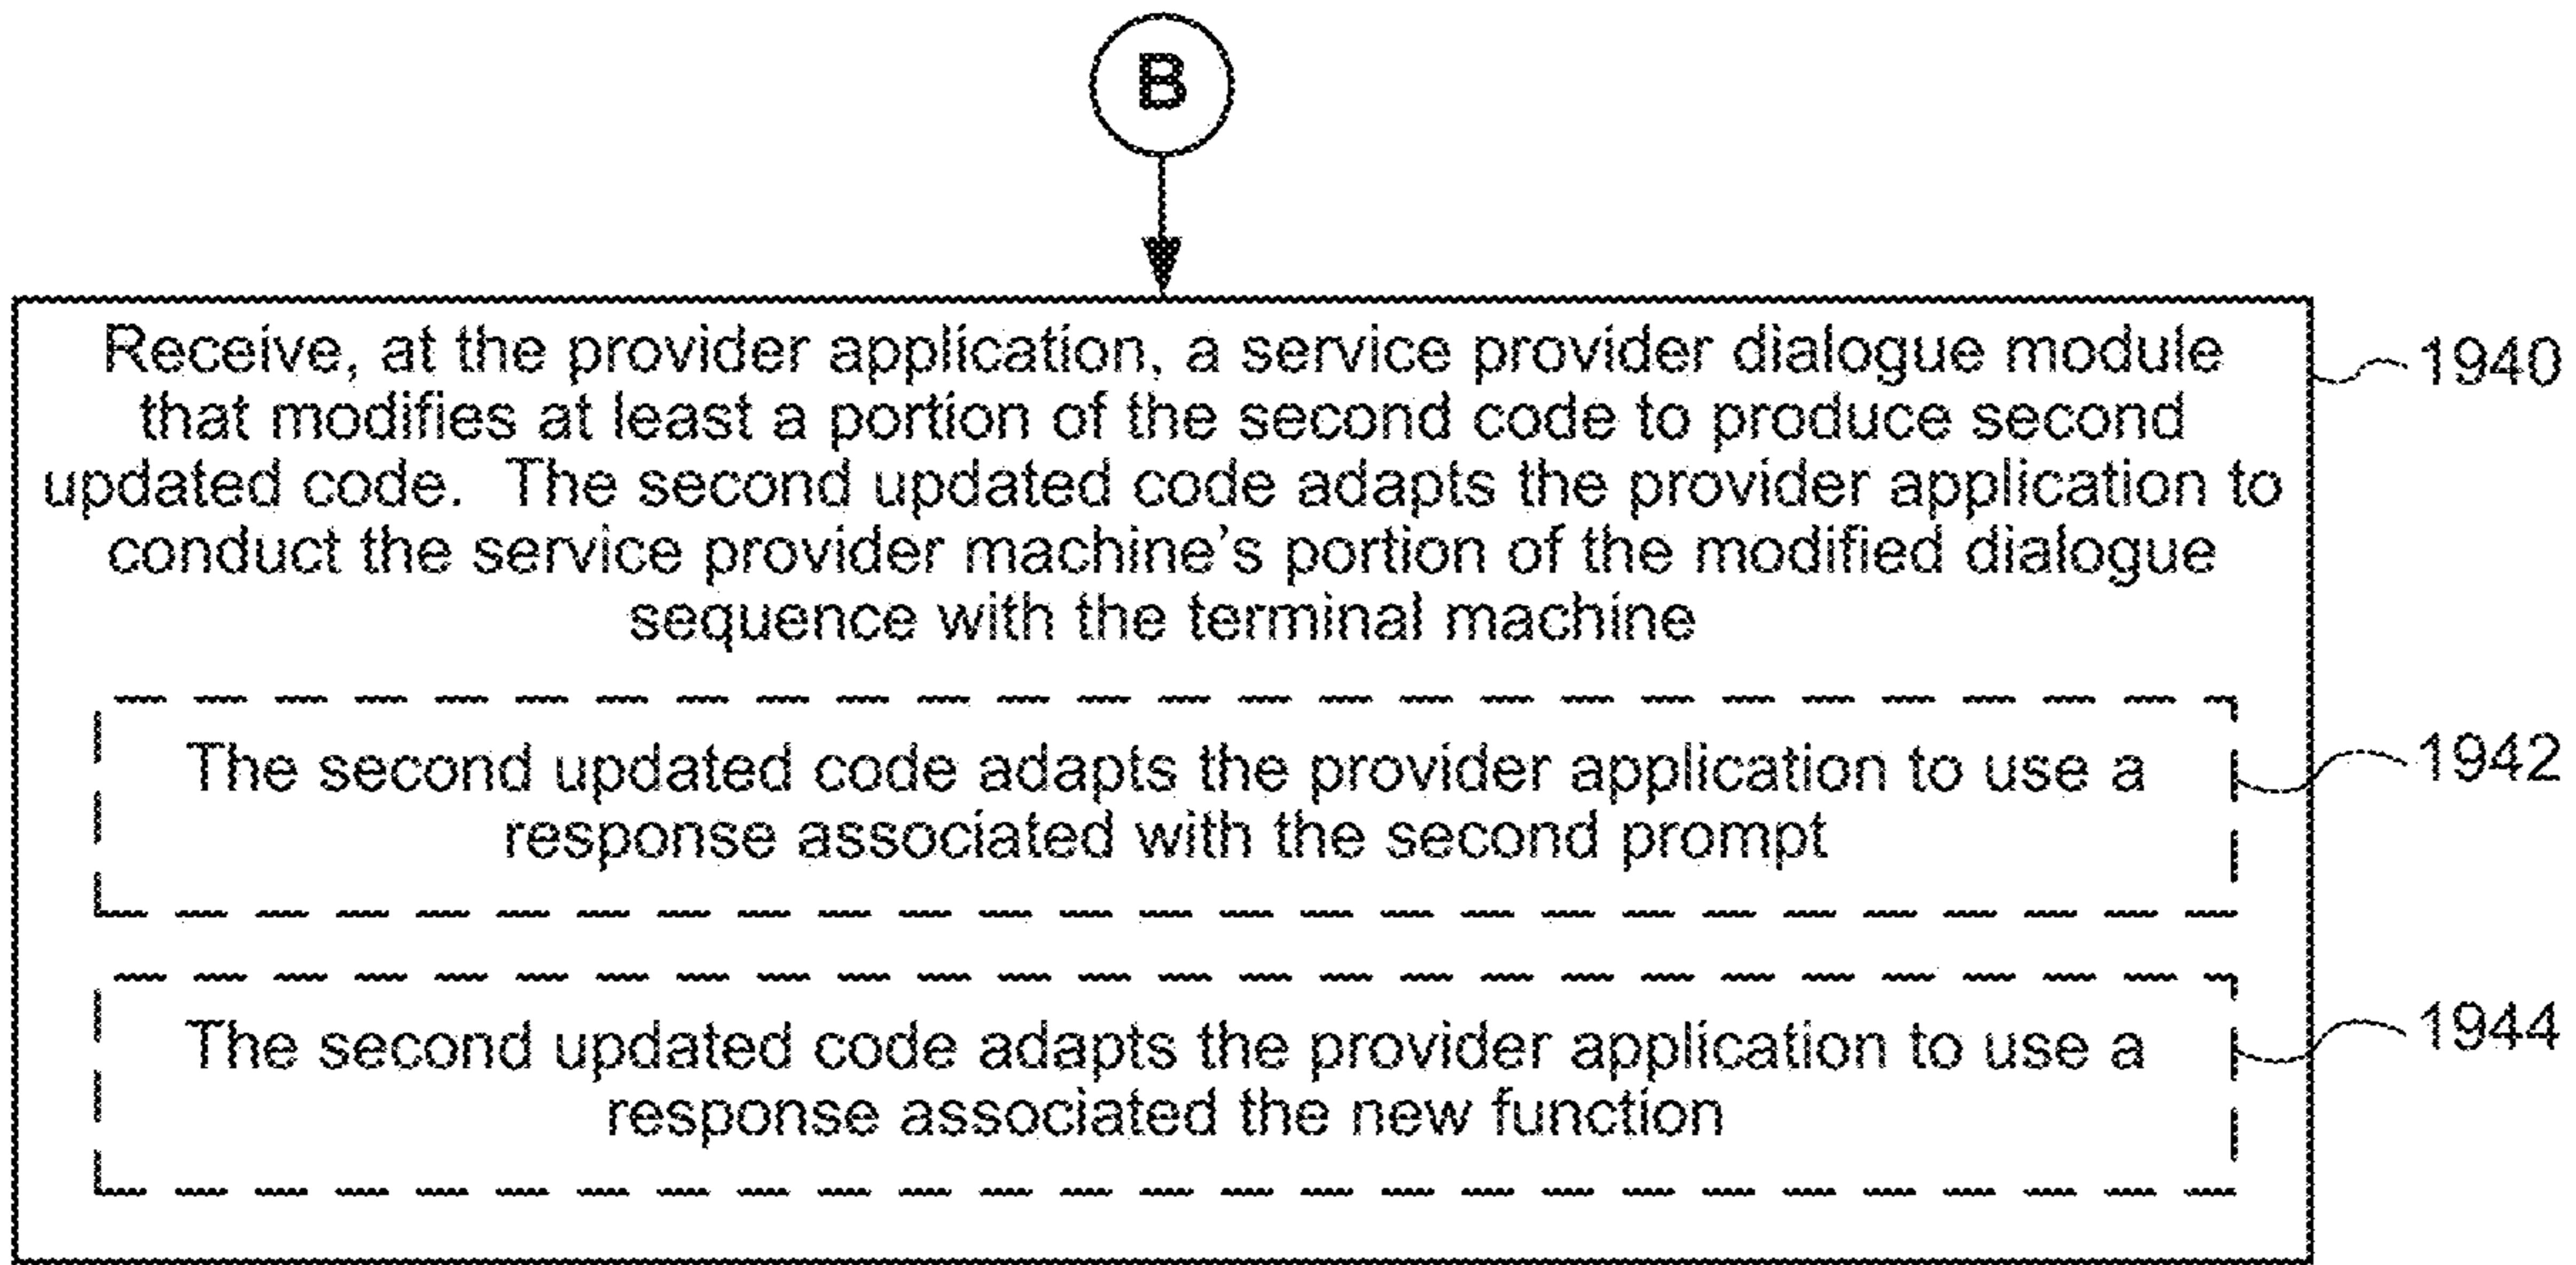 B
Receive, at the provider application, a service provider dialogue module
1940
that modifies at least a portion of the second code to produce second
updated code.  The second updated code adapts the provider application to
conduct the service provider machine's portion of the modified dialogue
sequence with the terminal machine
The second updated code adapts the provider application to use a
1942
response associated with the second prompt
The second updated code adapts the provider application to use a
1944
response associated the new function